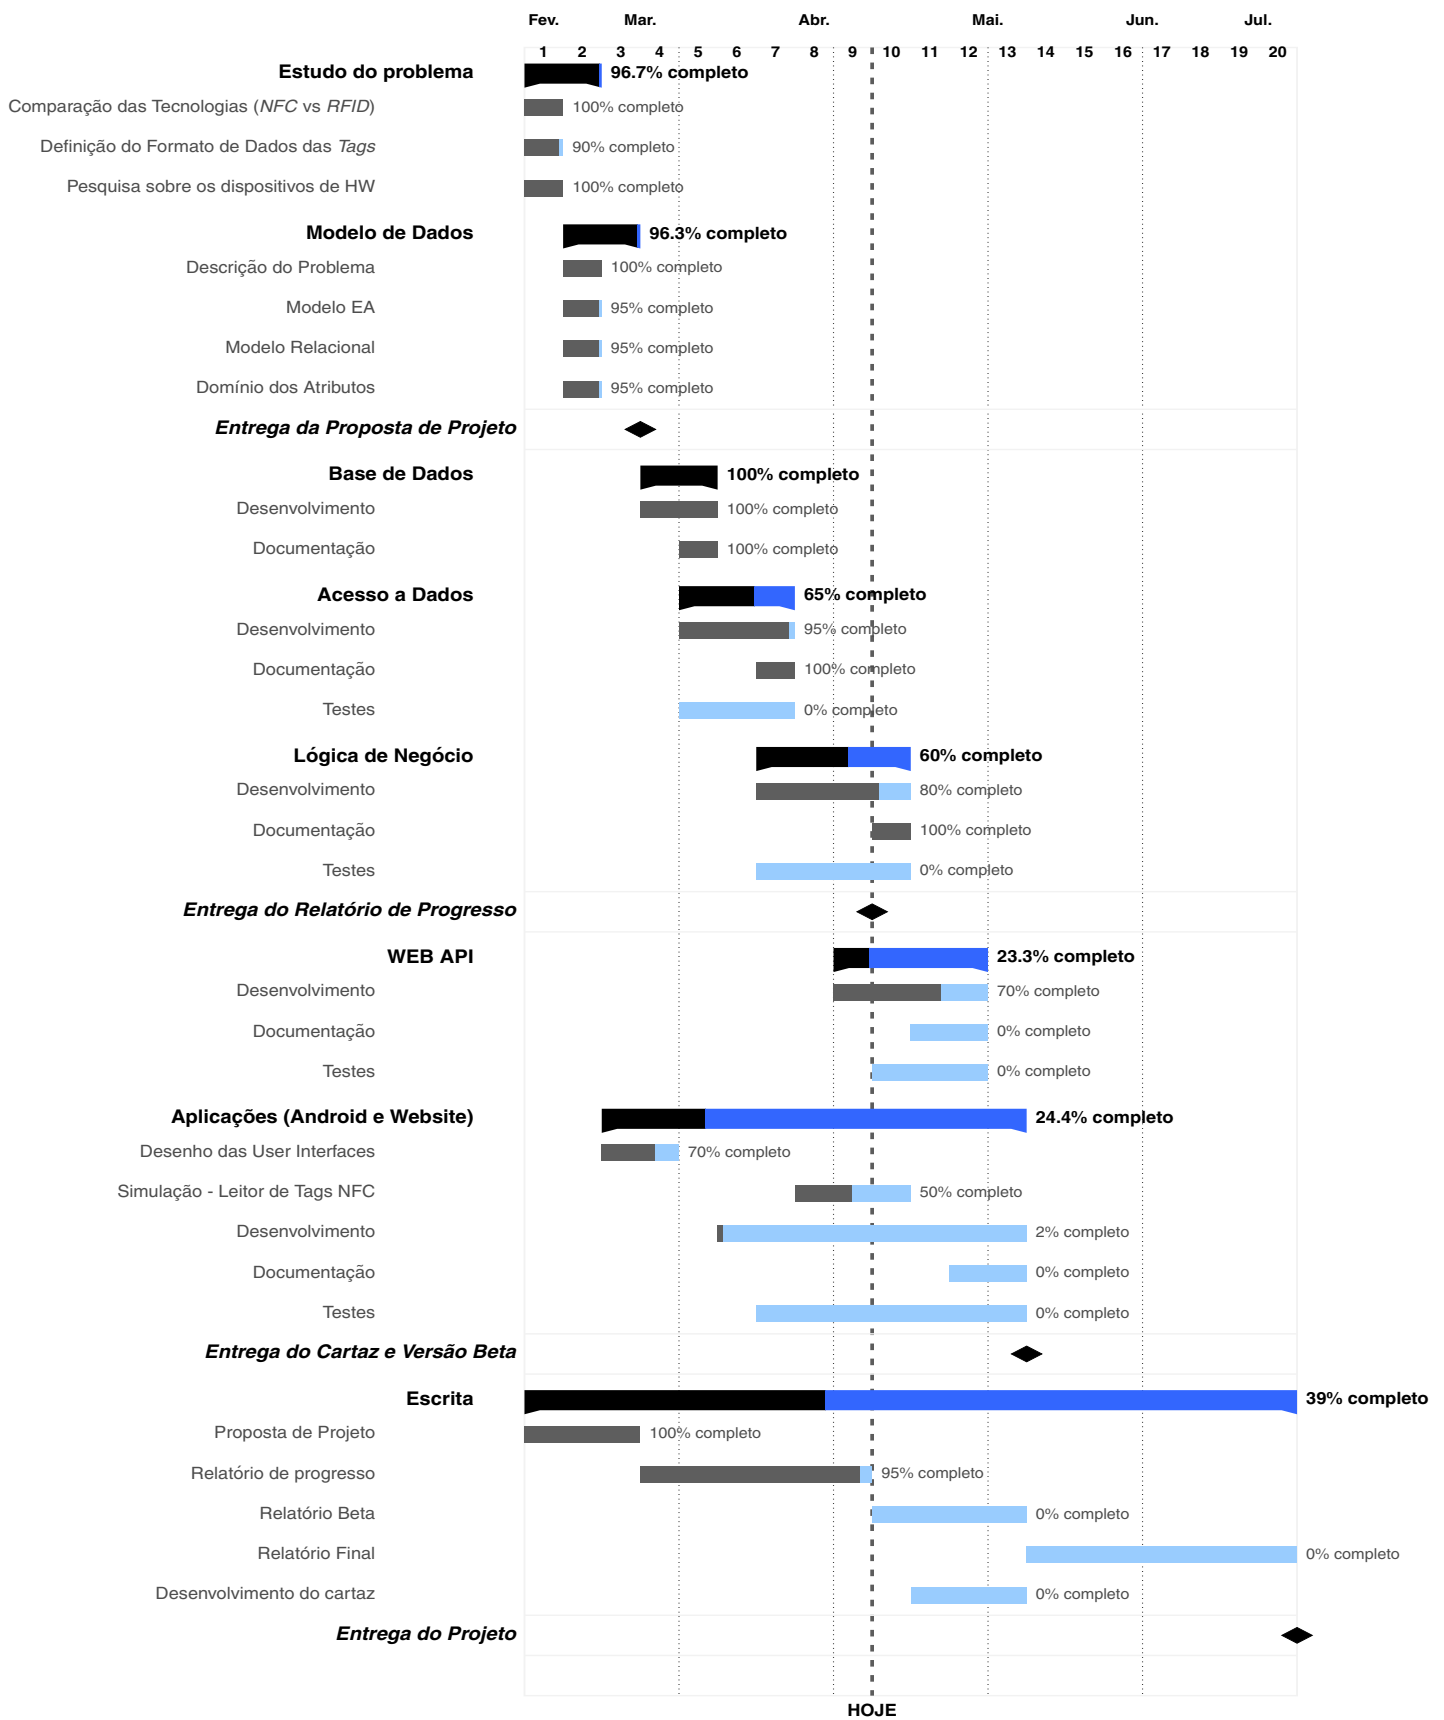 Fev. Mar. Abr. Mai. Jun. Jul.
1 2 3 4 5 6 7 8 9 10 11 12 13 14 15 16 17 18 19 20
Estudo do problema 96.7% completo
Comparação das Tecnologias (NFC vs RFID) 100% completo
Definição do Formato de Dados das Tags 90% completo
Pesquisa sobre os dispositivos de HW 100% completo
Modelo de Dados 96.3% completo
Descrição do Problema 100% completo
Modelo EA 95% completo
Modelo Relacional 95% completo
Domínio dos Atributos 95% completo
Entrega da Proposta de Projeto
Base de Dados 100% completo
Desenvolvimento 100% completo
Documentação 100% completo
Acesso a Dados 65% completo
Desenvolvimento 95% completo
Documentação 100% completo
Testes 0% completo
Lógica de Negócio 60% completo
Desenvolvimento 80% completo
Documentação 100% completo
Testes 0% completo
Entrega do Relatório de Progresso
WEB API 23.3% completo
Desenvolvimento 70% completo
Documentação 0% completo
Testes 0% completo
Aplicações (Android e Website) 24.4% completo
Desenho das User Interfaces 70% completo
Simulação - Leitor de Tags NFC 50% completo
Desenvolvimento 2% completo
Documentação 0% completo
Testes 0% completo
Entrega do Cartaz e Versão Beta
Escrita 39% completo
Proposta de Projeto 100% completo
Relatório de progresso 95% completo
Relatório Beta 0% completo
Relatório Final 0% completo
Desenvolvimento do cartaz 0% completo
Entrega do Projeto
HOJE